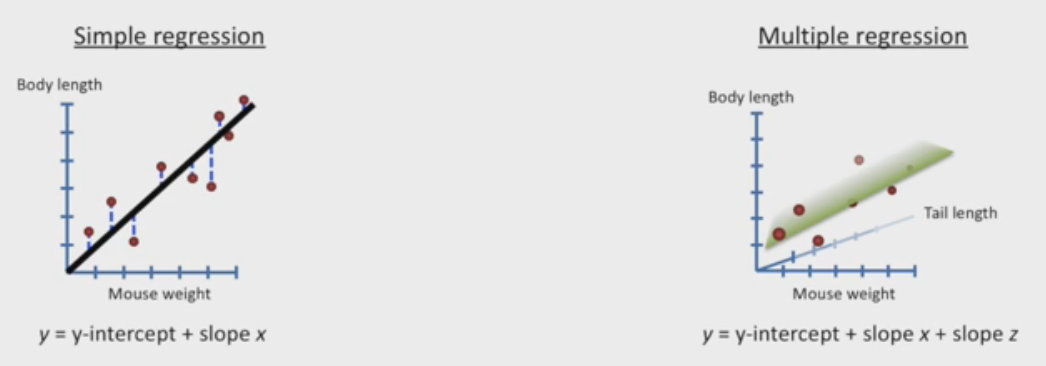 Simple regression
Body length
Mouse weight
y = y-intercept + slope x
Multiple regression
Body length
Tail length
Mouse weight
y = y-intercept + slope x + slope z